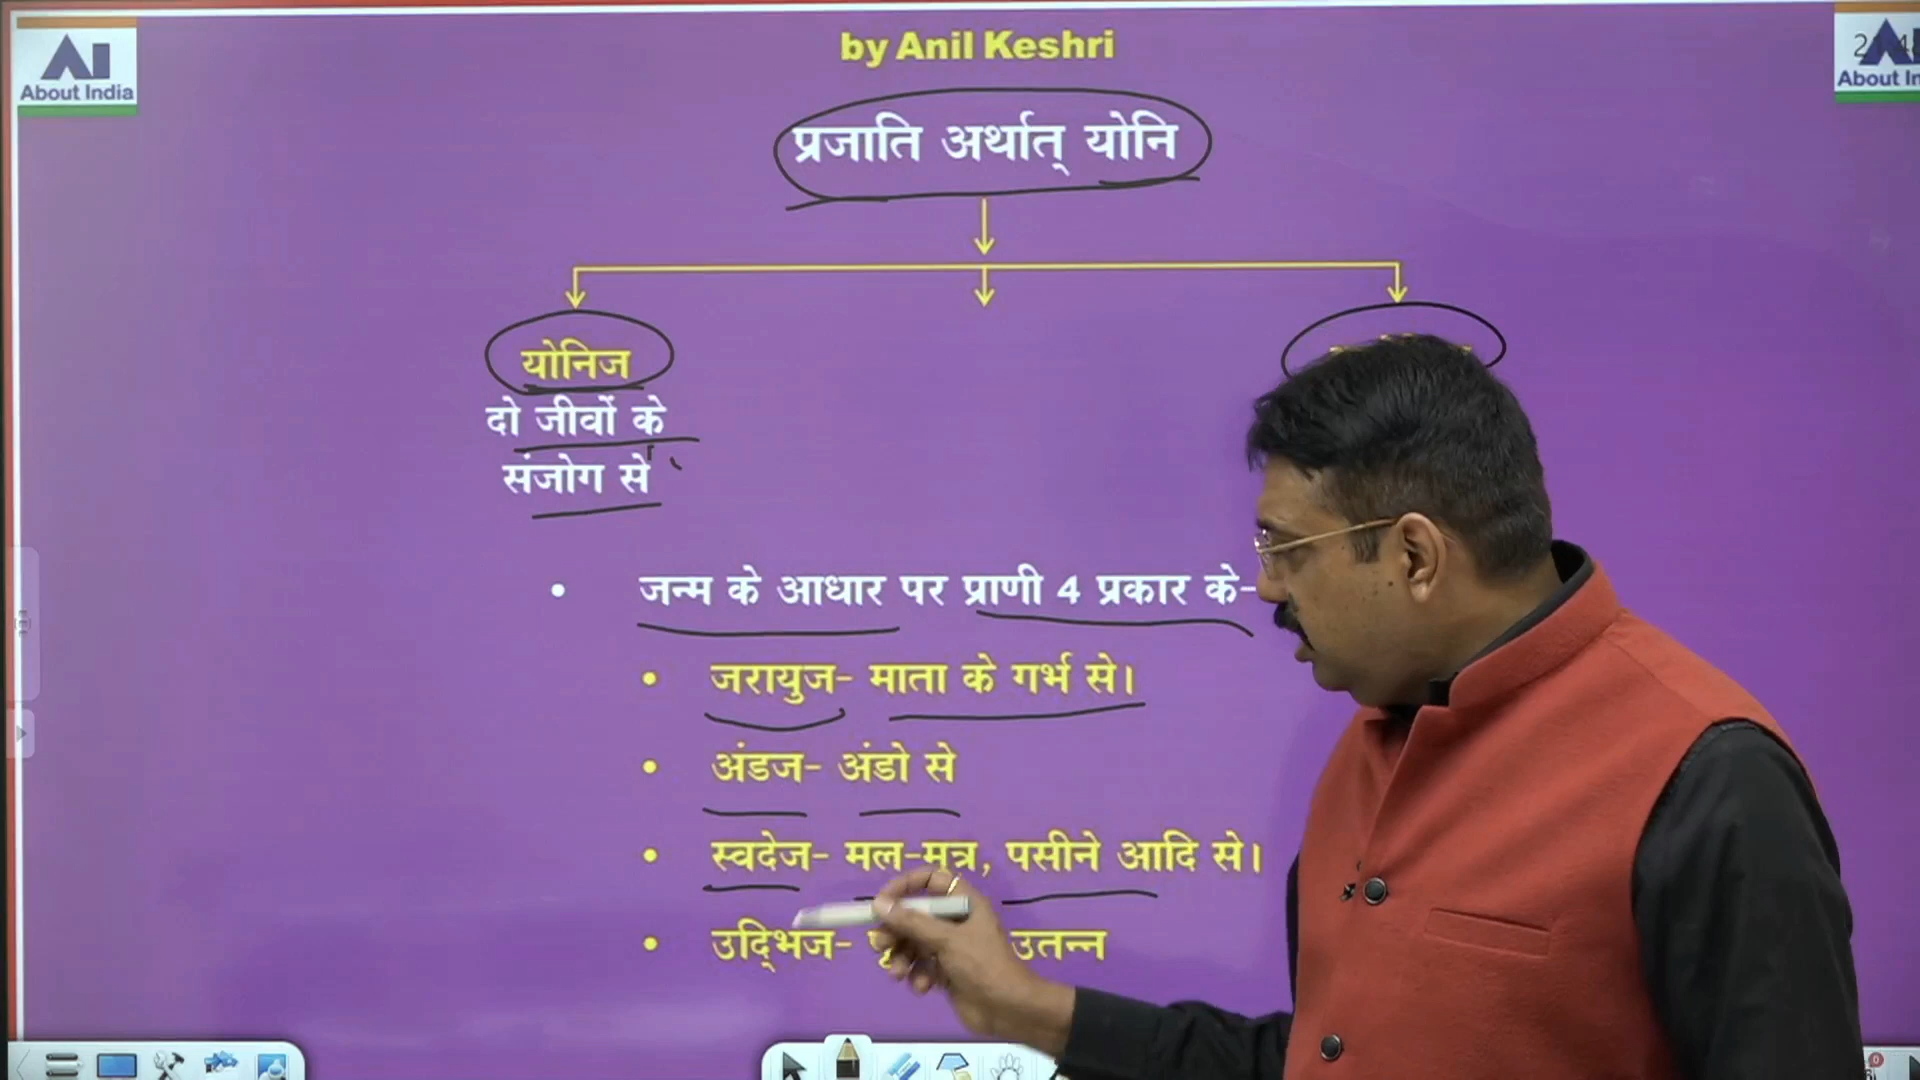 by Anil Keshri
AI
About India
About In
प्रजाति अर्थात् योनि
योनिज
दो जीवों के
संजोग से
• जन्म के आधार पर प्राणी 4 प्रकार के-
• जरायुज- माता के गर्भ से।
• अंडज- अंडो से
• स्वदेज- मल-मूत्र, पसीने आदि से।
• उद्भिज- उतन्न